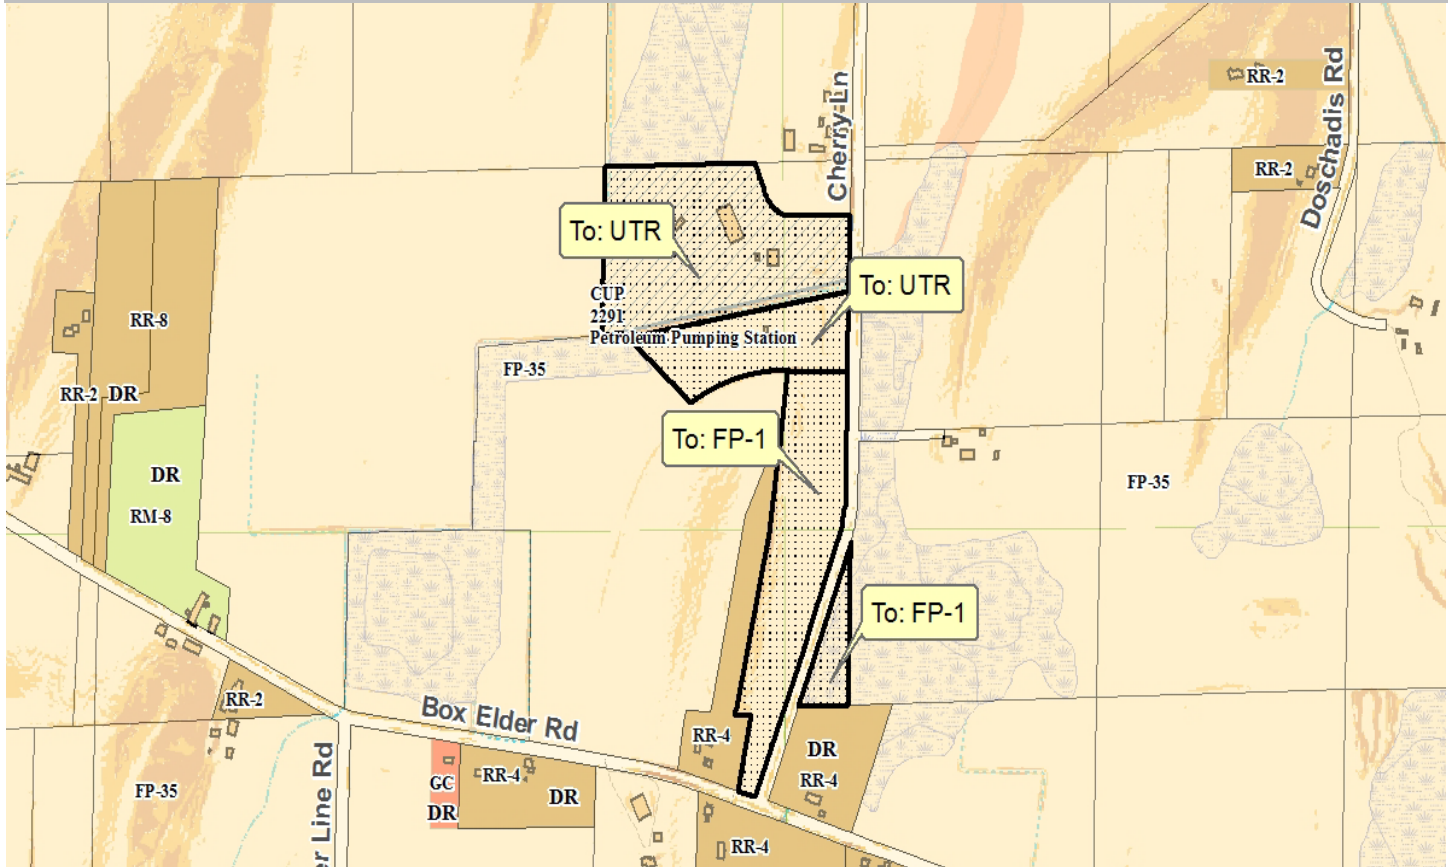 Cherry Ln
Doschadis Rd
RR-2
RR-2
To: UTR
To: UTR
CUP
2291
Petroleum Pumping Station
RR-8
FP-35
RR-2
DR
To: FP-1
DR
RM-8
FP-35
To: FP-1
RR-2
Box Elder Rd
RR-4
DR
RR-4
er Line Rd
GC
DR
RR-4
DR
FP-35
RR-4